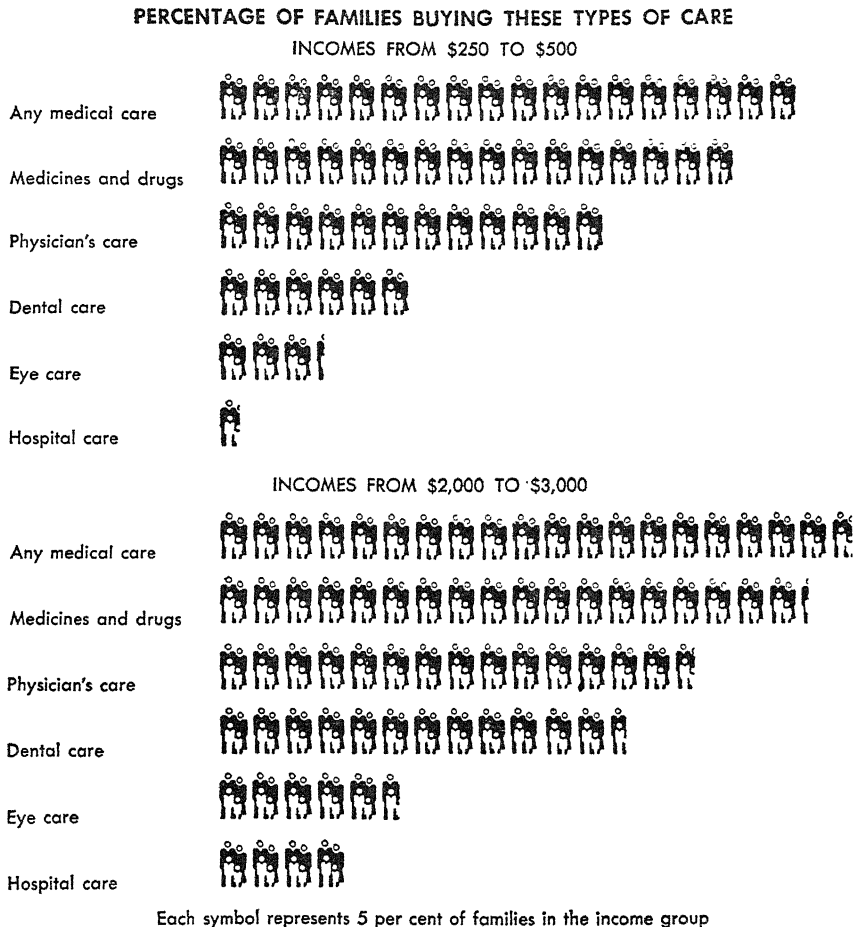 PERCENTAGE OF FAMILIES BUYING THESE TYPES OF CARE
INCOMES FROM $250 TO $500
Any medical care
Medicines and drugs
Physician's care
Dental care
Eye care
Hospital care
INCOMES FROM $2,000 TO $3,000
Any medical care
Medicines and drugs
Physician's care
Dental care
Eye care
Hospital care
Each symbol represents 5 per cent of families in the income group